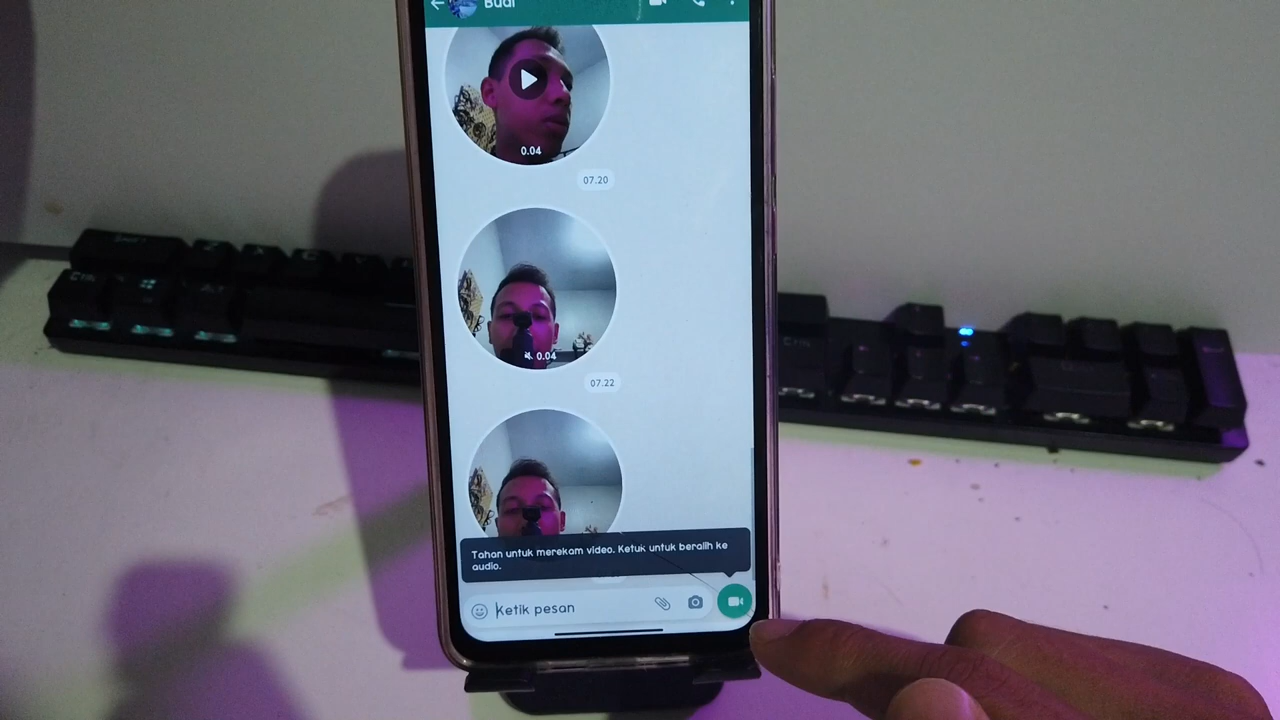 Budi
0.04
07.20
0.04
07.22
Tahan untuk merekam video. Ketuk untuk beralih ke
audio.
Ketik pesan